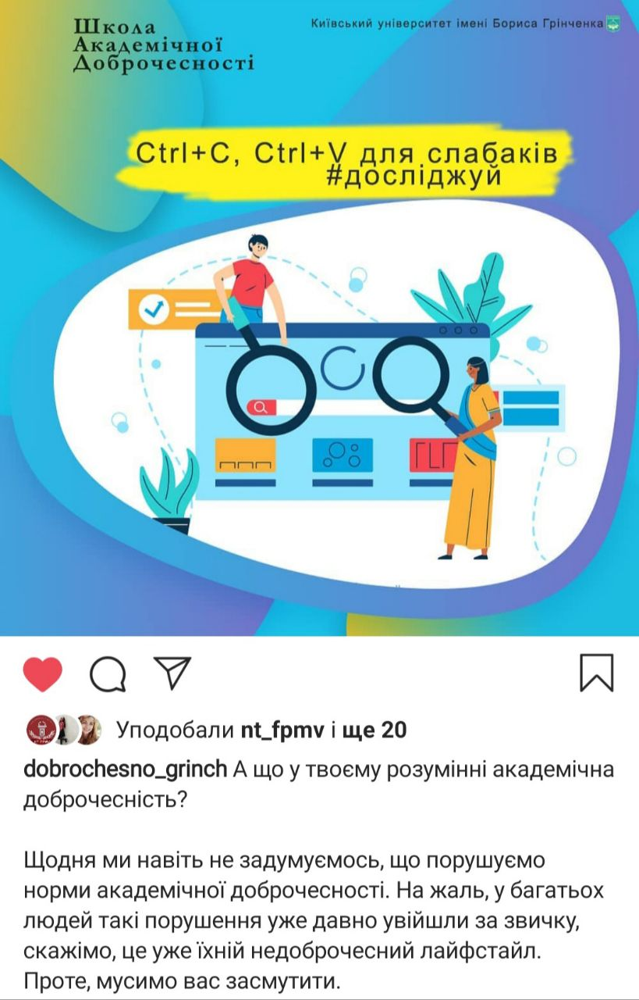 Школа
Академічної
Доброчесності
Київський університет імені Бориса Грінченка
Ctrl+C, Ctrl+V для слабаків
#досліджуй
Уподобали nt_fpmv і ще 20
dobrochesno_grinch А що у твоєму розумінні академічна
доброчесність?
Щодня ми навіть не задумуємось, що порушуємо
норми академічної доброчесності. На жаль, у багатьох
людей такі порушення уже давно увійшли за звичку,
скажімо, це уже їхній недоброчесний лайфстайл.
Проте, мусимо вас засмутити.